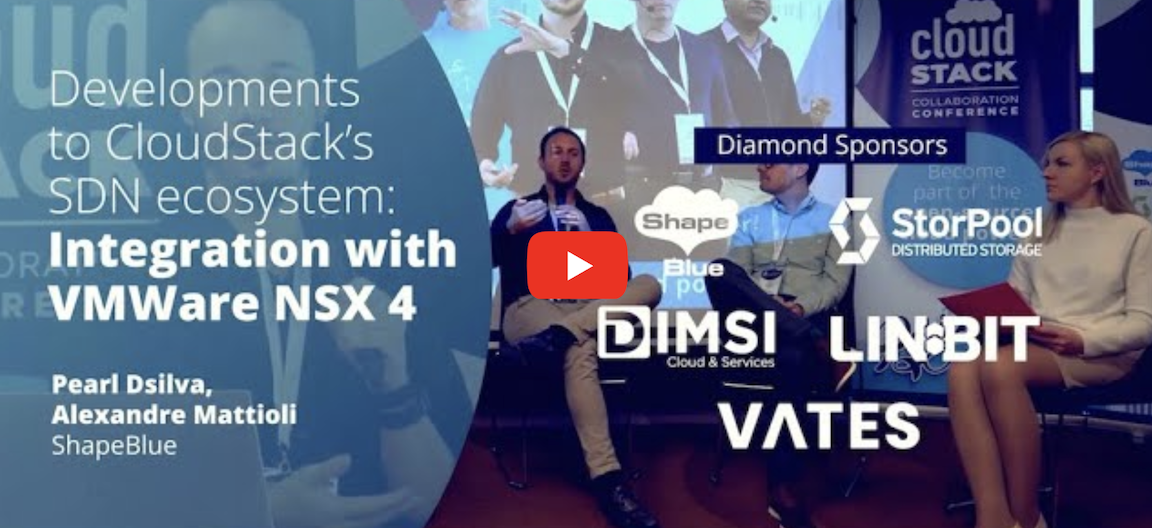 Developments
to CloudStack's
SDN ecosystem:
Integration with
VMWare NSX 4
Pearl Dsilva,
Alexandre Mattioli
ShapeBlue
cloud
STACK
COLLABORATION
CONFERENCE
Diamond Sponsors
Become
part of the
Shape
Blue
StorPool
DISTRIBUTED STORAGE
DIMSI
Cloud & Services
LINBIT
VATES